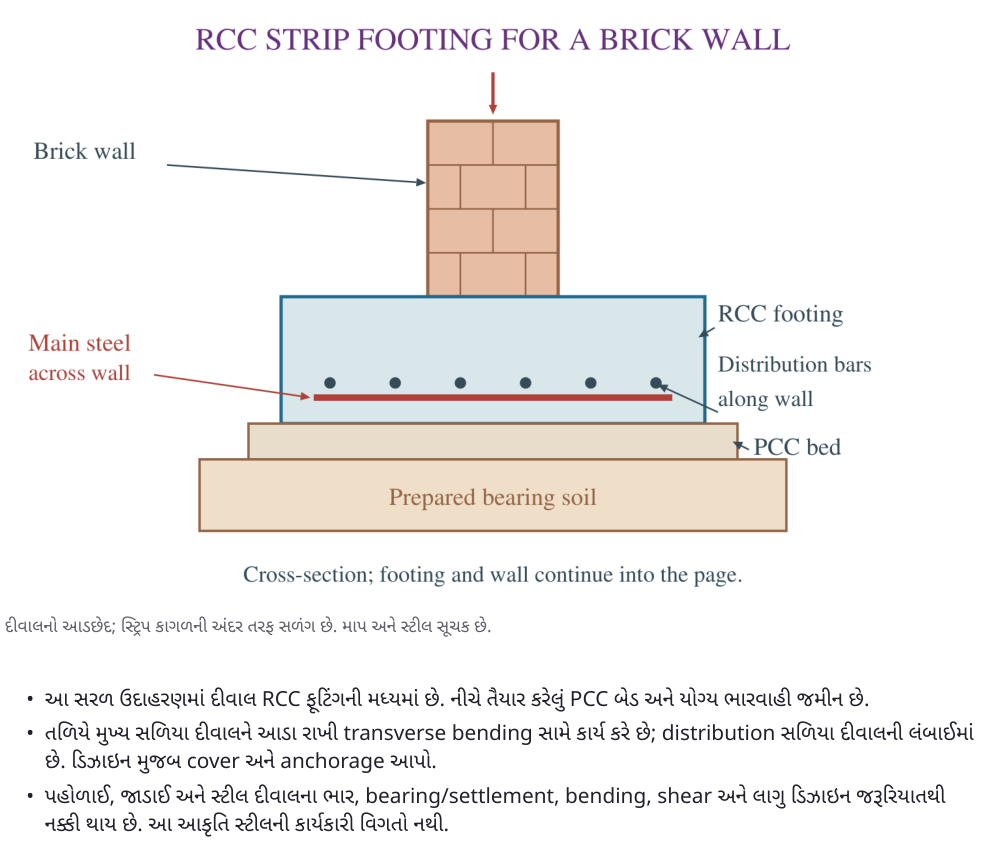 RCC STRIP FOOTING FOR A BRICK WALL
Brick wall
RCC footing
Main steel
across wall
Distribution bars
along wall
PCC bed
Prepared bearing soil
Cross-section; footing and wall continue into the page.
દીવાલનો આડછેદ; સ્ટ્રિપ કાગળની અંદર તરફ સળંગ છે. માપ અને સ્ટીલ સૂચક છે.
• આ સરળ ઉદાહરણમાં દીવાલ RCC ફૂટિંગની મધ્યમાં છે. નીચે તૈયાર કરેલું PCC બેડ અને યોગ્ય ભારવાહી જમીન છે.
• તળિયે મુખ્ય સળિયા દીવાલને આડા રાખી transverse bending સામે કાર્ય કરે છે; distribution સળિયા દીવાલની લંબાઈમાં
છે. ડિઝાઇન મુજબ cover અને anchorage આપો.
• પહોળાઈ, જાડાઈ અને સ્ટીલ દીવાલના ભાર, bearing/settlement, bending, shear અને લાગુ ડિઝાઇન જરૂરિયાતથી
નક્કી થાય છે. આ આકૃતિ સ્ટીલની કાર્યકારી વિગતો નથી.